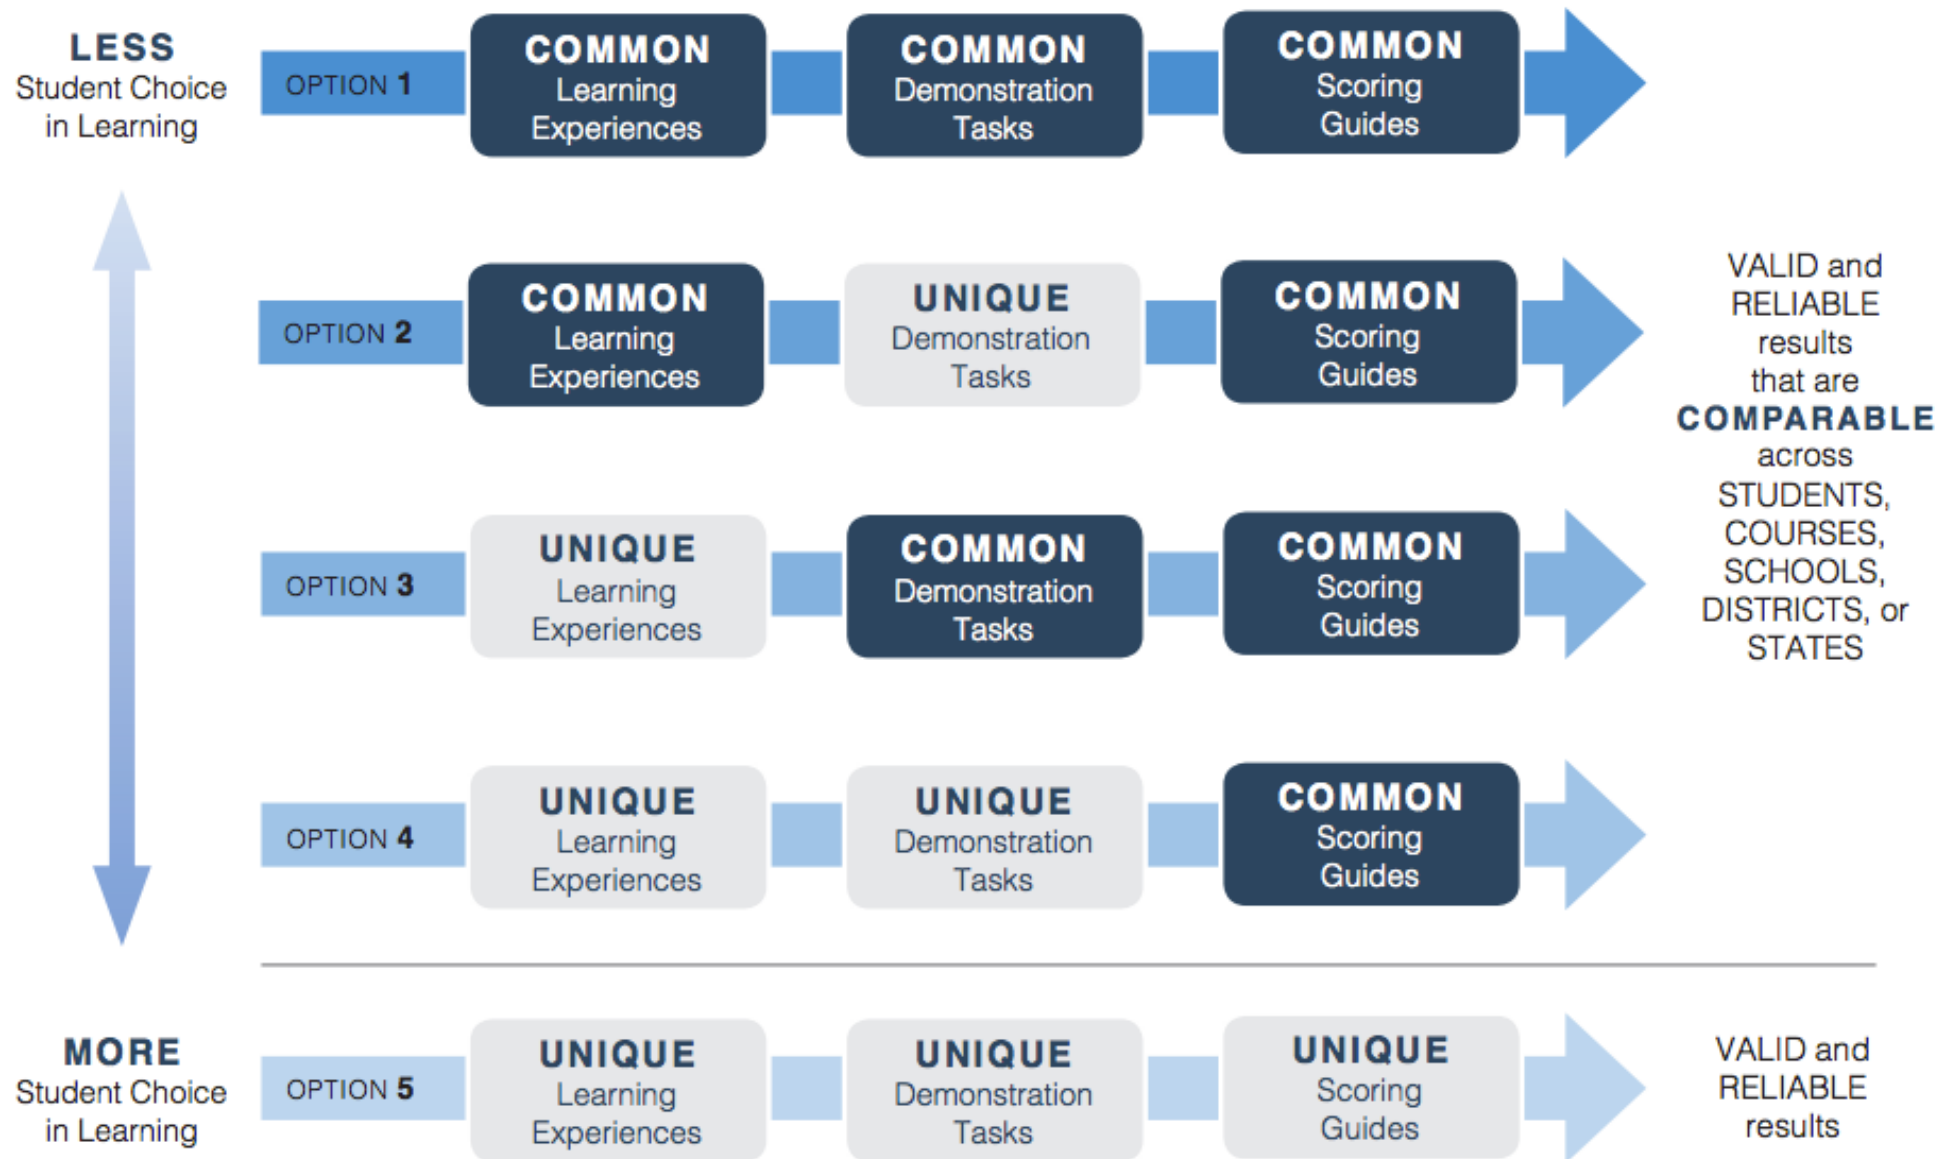 LESS
Student Choice
in Learning
OPTION 1
COMMON
Learning
Experiences
COMMON
Demonstration
Tasks
COMMON
Scoring
Guides
OPTION 2
COMMON
Learning
Experiences
UNIQUE
Demonstration
Tasks
COMMON
Scoring
Guides
OPTION 3
UNIQUE
Learning
Experiences
COMMON
Demonstration
Tasks
COMMON
Scoring
Guides
OPTION 4
UNIQUE
Learning
Experiences
UNIQUE
Demonstration
Tasks
COMMON
Scoring
Guides
VALID and
RELIABLE
results
that are
COMPARABLE
across
STUDENTS,
COURSES,
SCHOOLS,
DISTRICTS, or
STATES
MORE
Student Choice
in Learning
OPTION 5
UNIQUE
Learning
Experiences
UNIQUE
Demonstration
Tasks
UNIQUE
Scoring
Guides
VALID and
RELIABLE
results